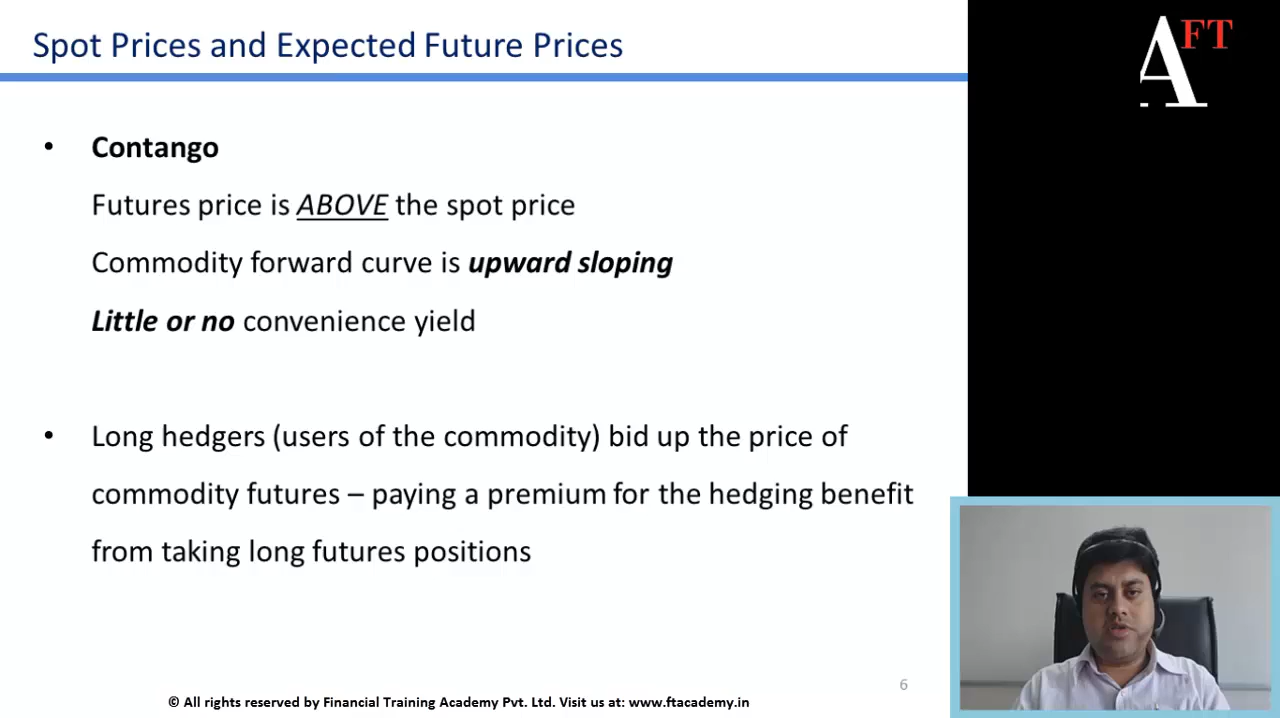 Spot Prices and Expected Future Prices
AFT
• Contango
Futures price is ABOVE the spot price
Commodity forward curve is upward sloping
Little or no convenience yield
• Long hedgers (users of the commodity) bid up the price of
commodity futures – paying a premium for the hedging benefit
from taking long futures positions
6
© All rights reserved by Financial Training Academy Pvt. Ltd. Visit us at: www.ftacademy.in